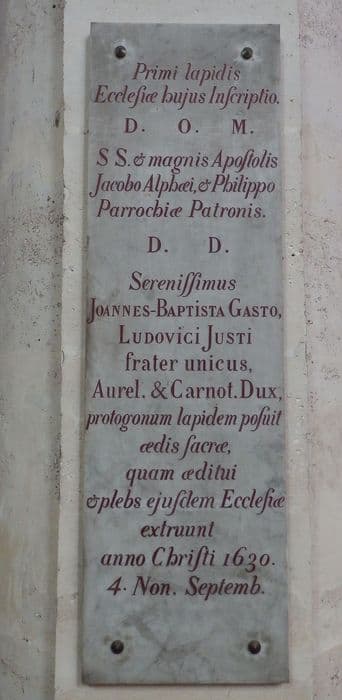 Primi lapidis
Eccleſiæ hujus Inſcriptio.
D. O. M.
S S. & magnis Apoſtolis
Jacobo Alphæi, & Philippo
Parrochiæ Patronis.
D. D.
Sereniſſimus
JOANNES-BAPTISTA GASTO,
LUDOVICI JUSTI
frater unicus,
Aurel. & Carnot. Dux,
protogonum lapidem poſuit
ædis ſacræ,
quam æditui
& plebs ejuſdem Eccleſiæ
extruunt
anno Chriſti 1630.
4. Non. Septemb.